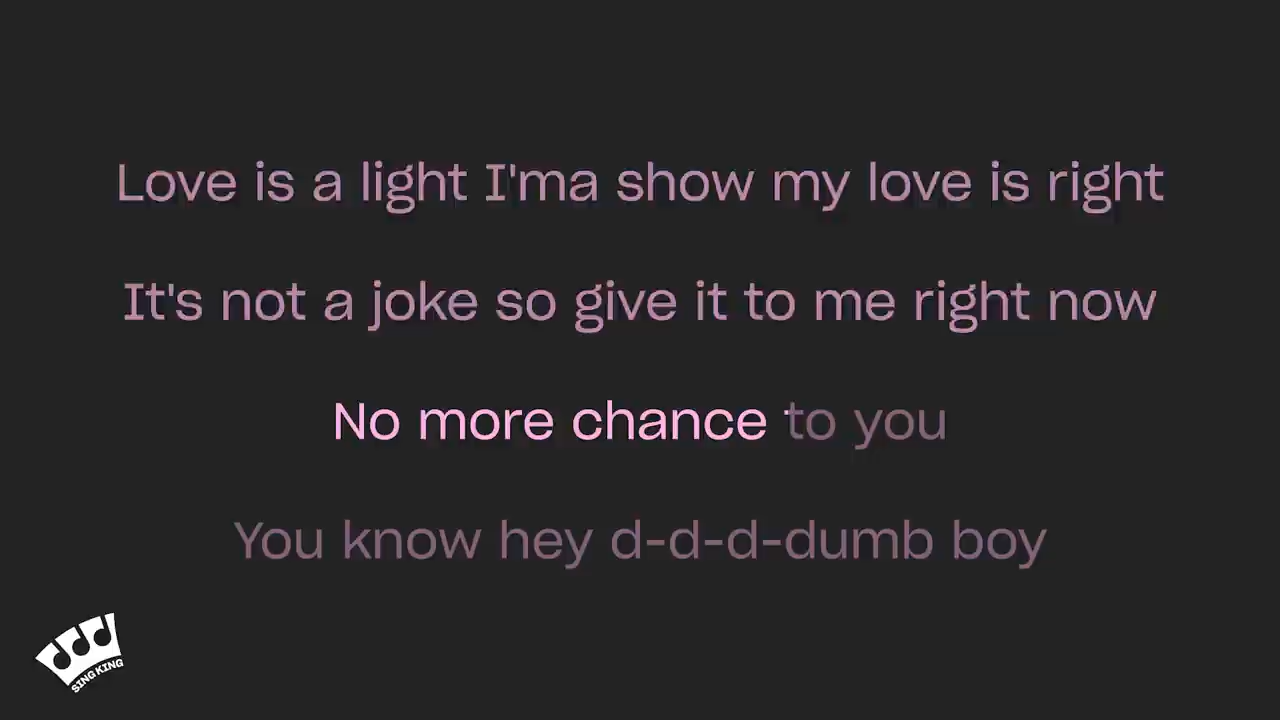 Love is a light I'ma show my love is right
It's not a joke so give it to me right now
No more chance to you
You know hey d-d-d-dumb boy
SING KING